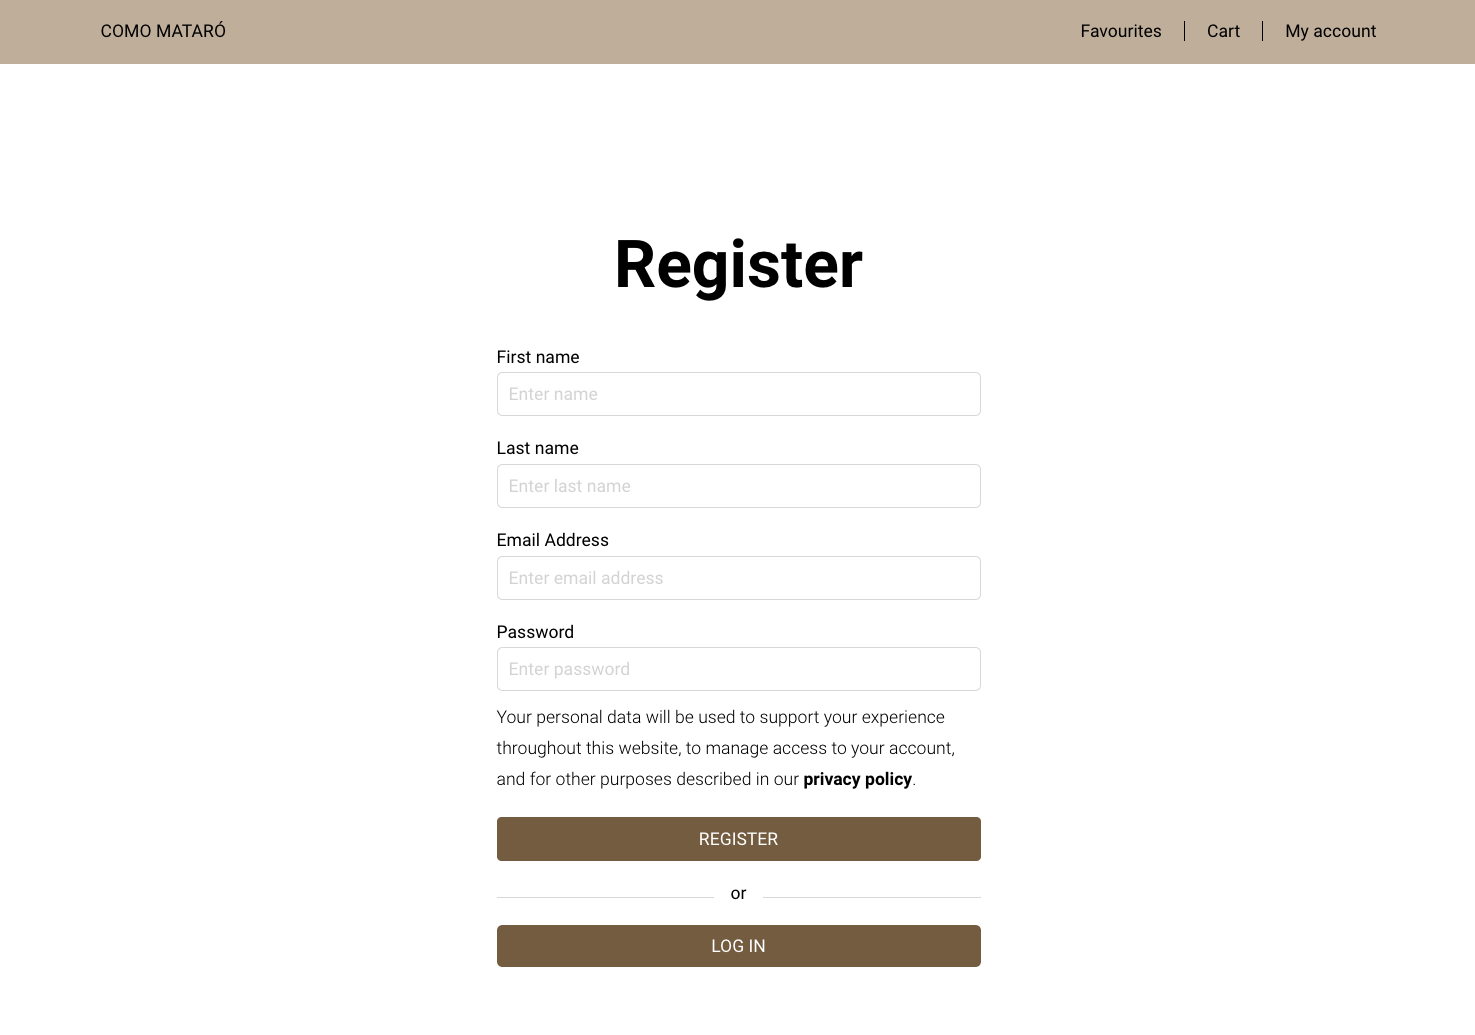 COMO MATARÓ
Favourites
Cart
My account
Register
First name
Enter name
Last name
Enter last name
Email Address
Enter email address
Password
Enter password
Your personal data will be used to support your experience
throughout this website, to manage access to your account,
and for other purposes described in our privacy policy.
REGISTER
or
LOG IN